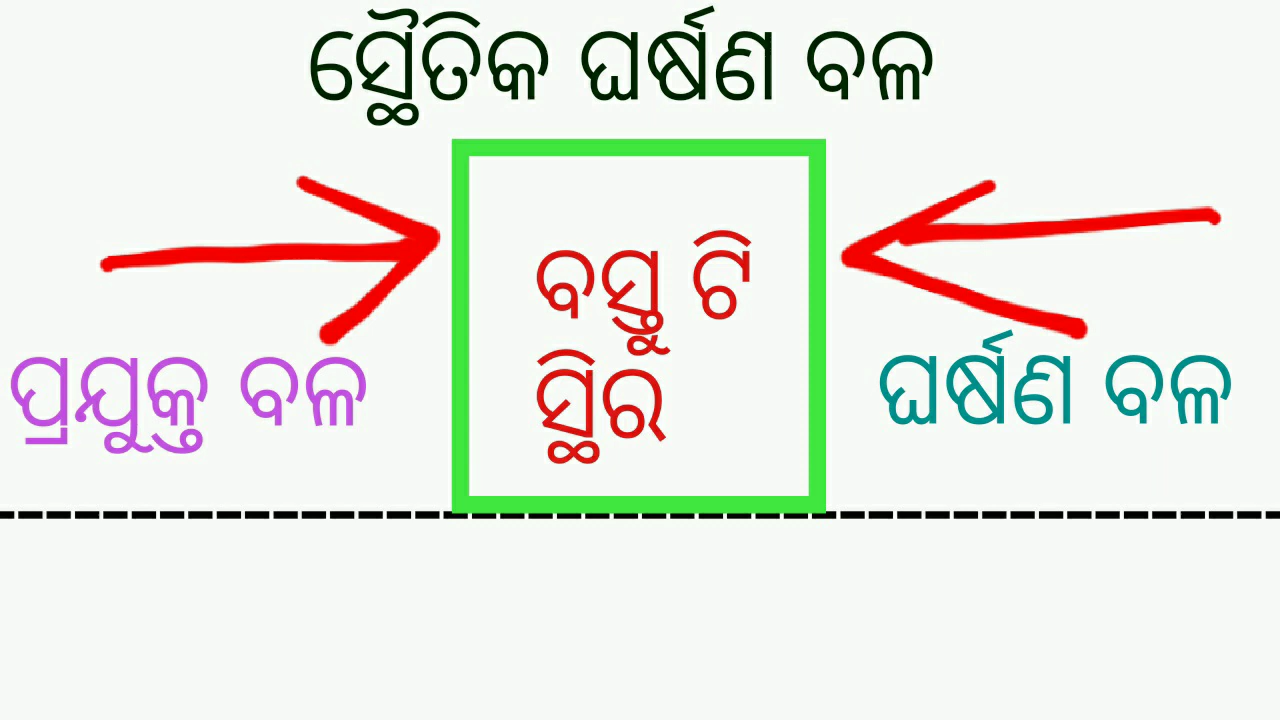 ସ୍ଥୈତିକ ଘର୍ଷଣ ବଳ
ବସ୍ତୁ ଟି
ସ୍ଥିର
ପ୍ରଯୁକ୍ତ ବଳ
ଘର୍ଷଣ ବଳ